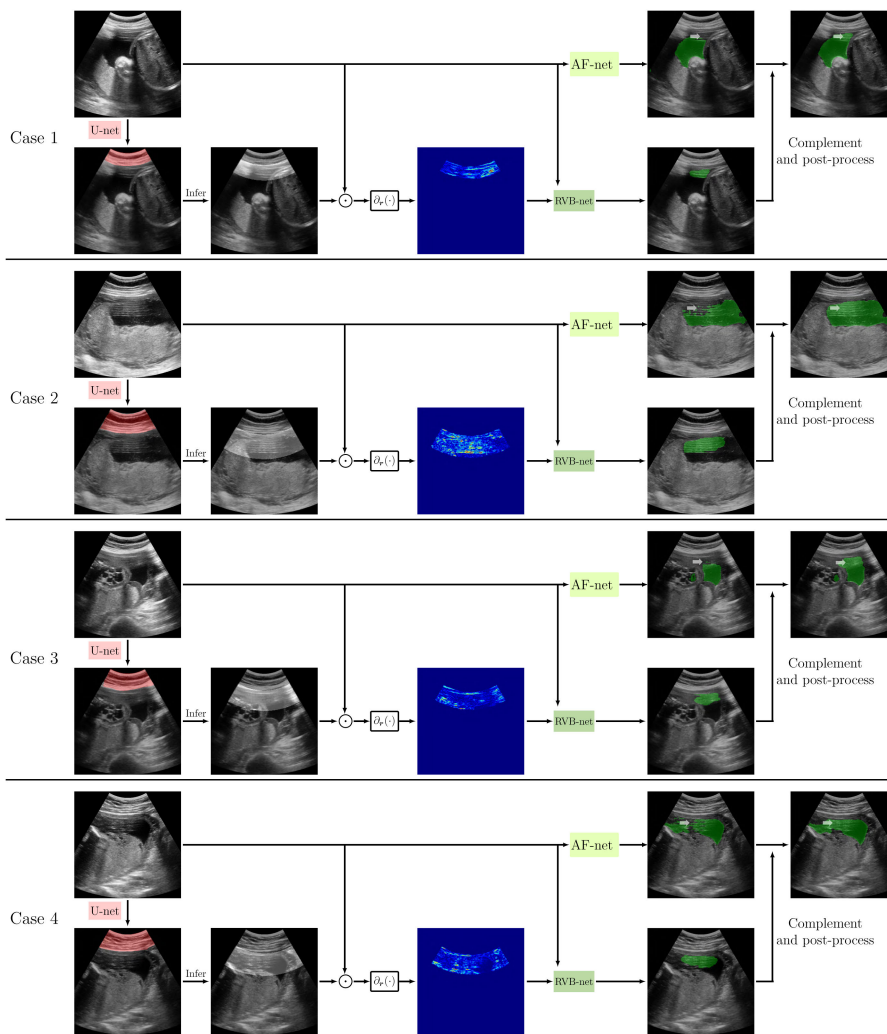 AF-net
U-net
Case 1
Complement
and post-process
Infer
∂r(·)
RVB-net
AF-net
U-net
Case 2
Complement
and post-process
Infer
∂r(·)
RVB-net
AF-net
U-net
Case 3
Complement
and post-process
Infer
∂r(·)
RVB-net
AF-net
U-net
Case 4
Complement
and post-process
Infer
∂r(·)
RVB-net